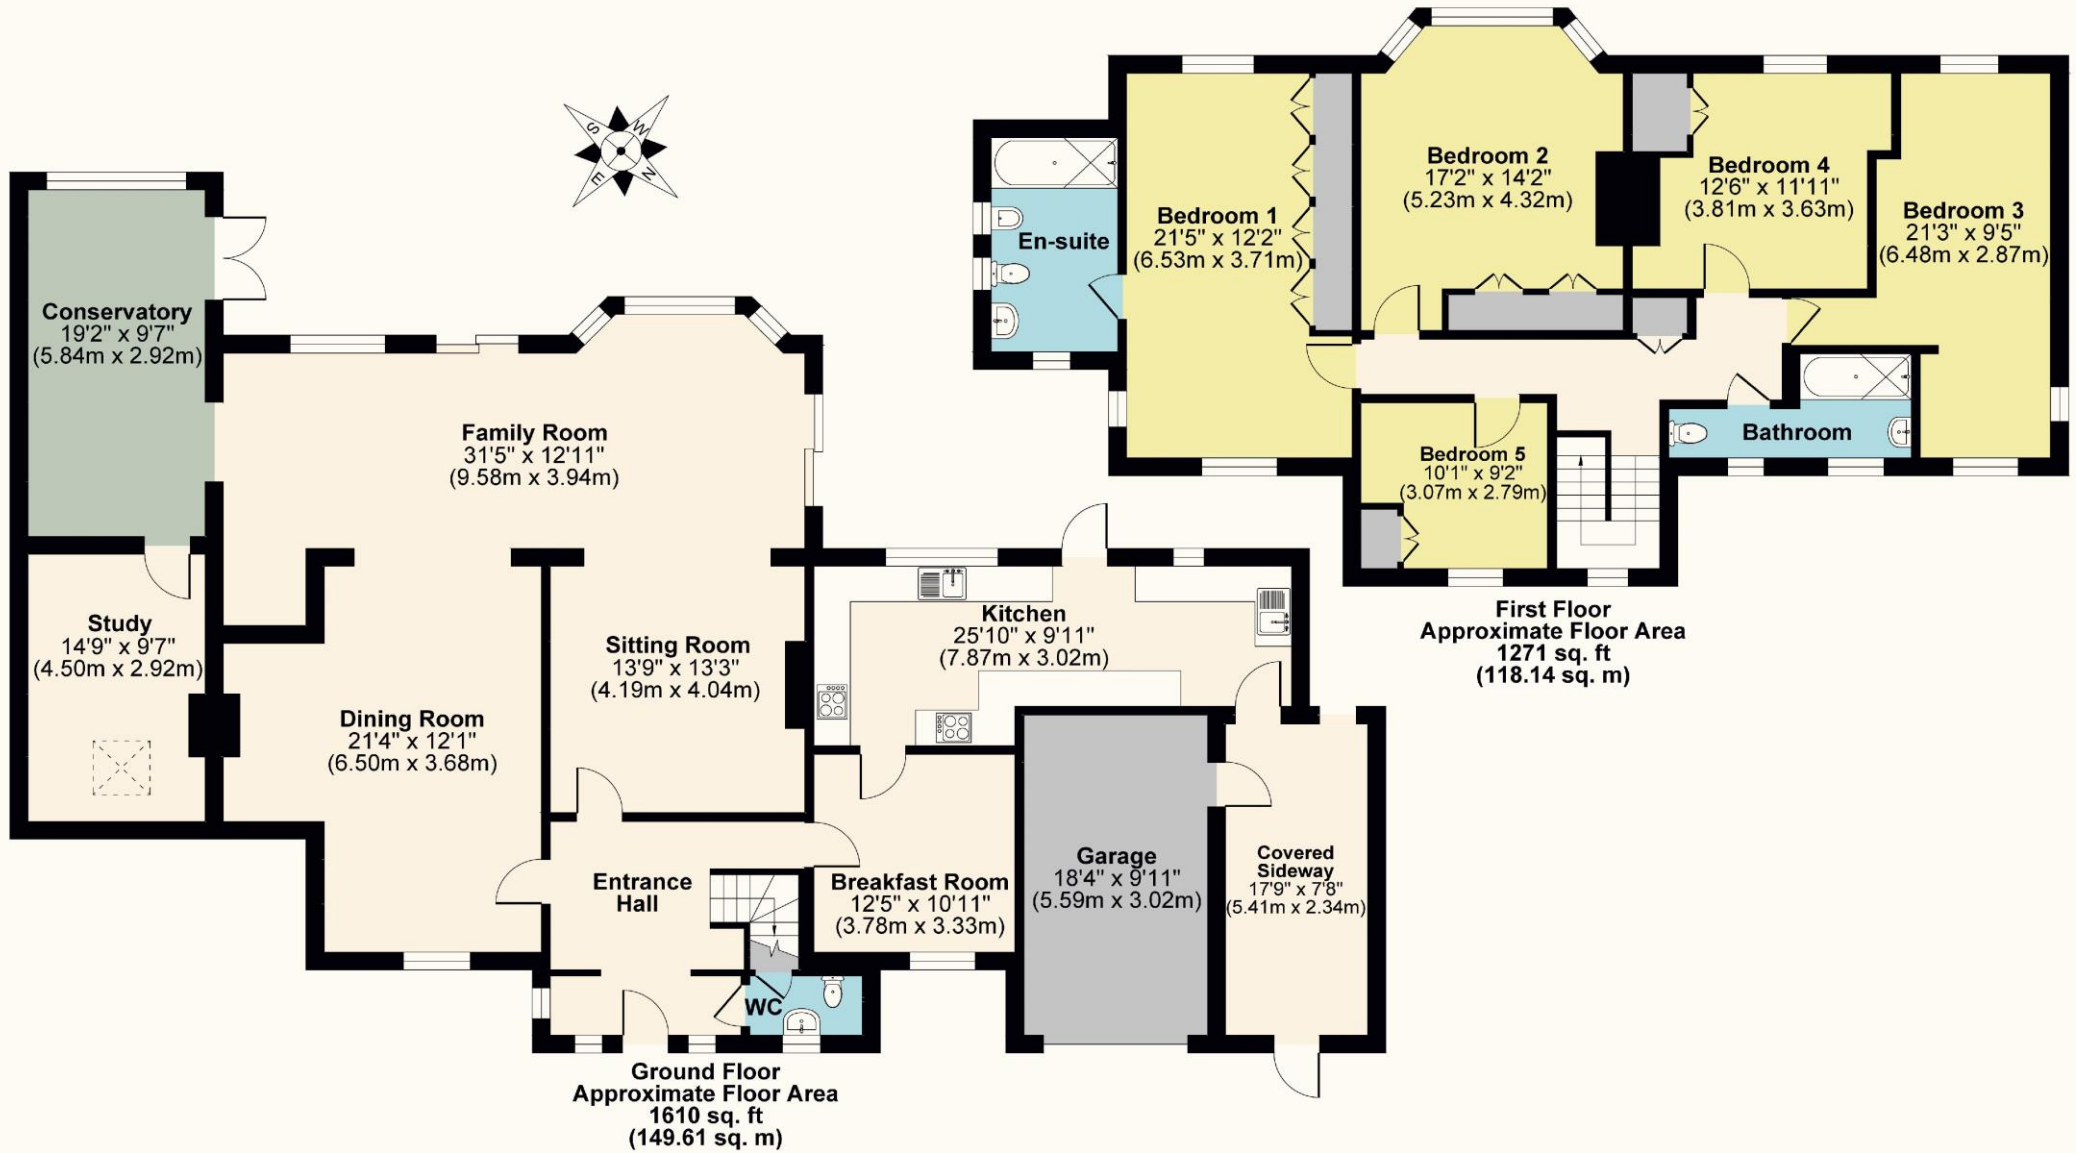 S
W
E
N
Conservatory
19'2" x 9'7"
(5.84m x 2.92m)
Family Room
31'5" x 12'11"
(9.58m x 3.94m)
Study
14'9" x 9'7"
(4.50m x 2.92m)
Dining Room
21'4" x 12'1"
(6.50m x 3.68m)
Sitting Room
13'9" x 13'3"
(4.19m x 4.04m)
Kitchen
25'10" x 9'11"
(7.87m x 3.02m)
Entrance
Hall
Breakfast Room
12'5" x 10'11"
(3.78m x 3.33m)
WC
Garage
18'4" x 9'11"
(5.59m x 3.02m)
Covered
Sideway
17'9" x 7'8"
(5.41m x 2.34m)
Ground Floor
Approximate Floor Area
1610 sq. ft
(149.61 sq. m)
En-suite
Bedroom 1
21'5" x 12'2"
(6.53m x 3.71m)
Bedroom 2
17'2" x 14'2"
(5.23m x 4.32m)
Bedroom 4
12'6" x 11'11"
(3.81m x 3.63m)
Bedroom 3
21'3" x 9'5"
(6.48m x 2.87m)
Bedroom 5
10'1" x 9'2"
(3.07m x 2.79m)
Bathroom
First Floor
Approximate Floor Area
1271 sq. ft
(118.14 sq. m)